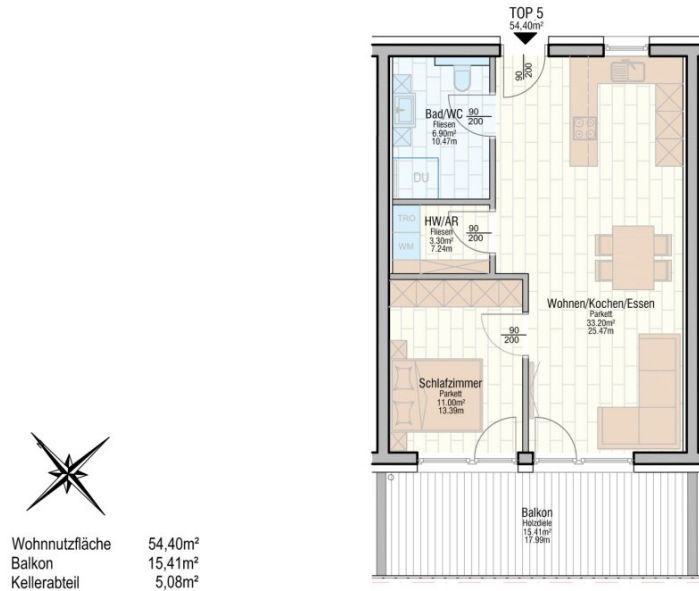 TOP 5
54,40m²
90
200
Bad/WC
Fliesen
6.90m²
10.47m
90
200
DU
HW/AR
Fliesen
3.30m²
7.24m
90
200
TRO
WM
Wohnen/Kochen/Essen
Parkett
33.20m²
25.47m
90
200
Schlafzimmer
Parkett
11.00m²
13.39m
Balkon
Holzdiele
15.41m²
17.99m
Wohnnutzfläche 54,40m²
Balkon 15,41m²
Kellerabteil 5,08m²